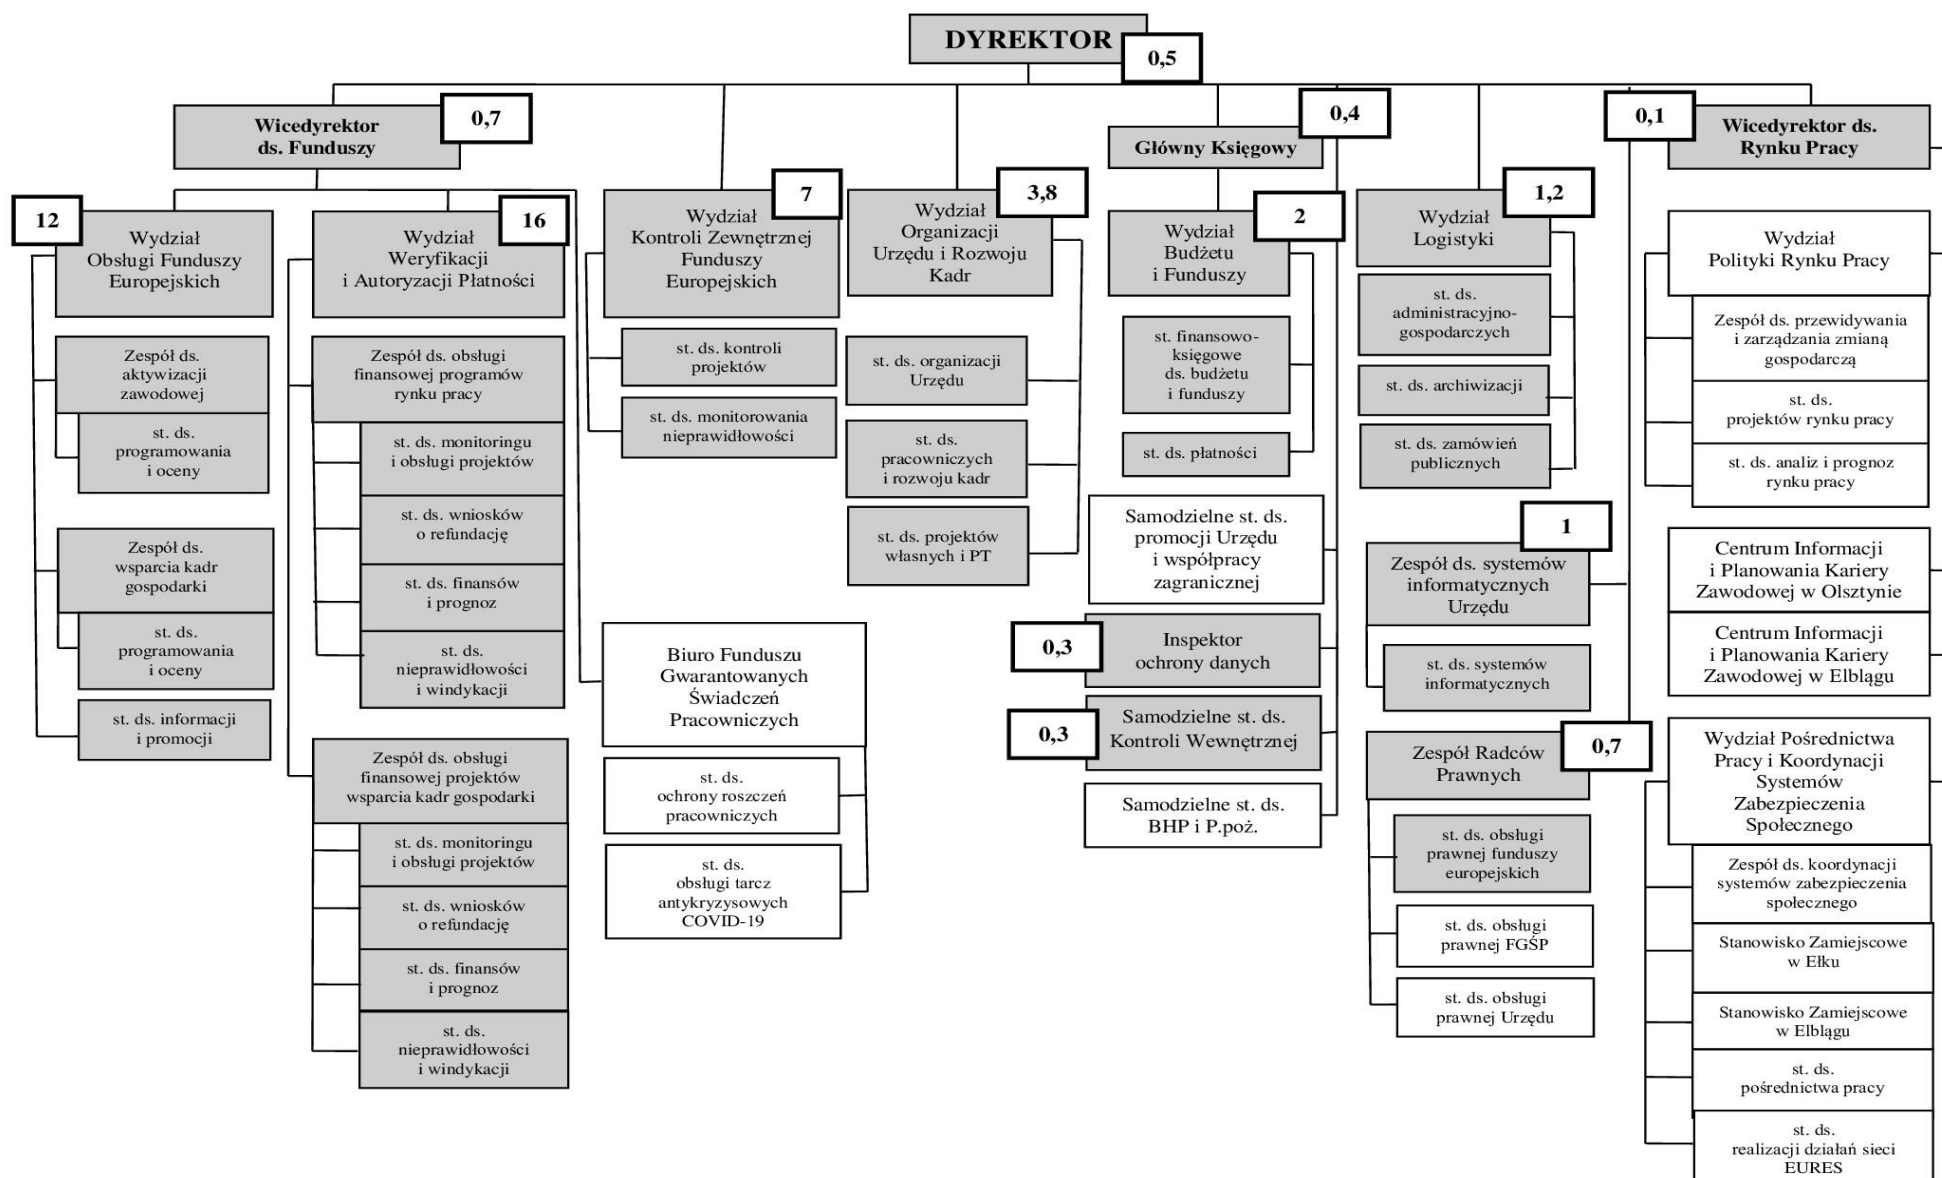 DYREKTOR
0,5
Wicedyrektor
ds. Funduszy
0,7
Główny Księgowy
0,4
0,1
Wicedyrektor ds.
Rynku Pracy
12
Wydział
Obsługi Funduszy
Europejskich
Zespół ds.
aktywizacji
zawodowej
st. ds.
programowania
i oceny
Zespół ds.
wsparcia kadr
gospodarki
st. ds.
programowania
i oceny
st. ds. informacji
i promocji
16
Wydział
Weryfikacji
i Autoryzacji Płatności
Zespół ds. obsługi
finansowej programów
rynku pracy
st. ds. monitoringu
i obsługi projektów
st. ds. wniosków
o refundację
st. ds. finansów
i prognoz
st. ds.
nieprawidłowości
i windykacji
Zespół ds. obsługi
finansowej projektów
wsparcia kadr gospodarki
st. ds. monitoringu
i obsługi projektów
st. ds. wniosków
o refundację
st. ds. finansów
i prognoz
st. ds.
nieprawidłowości
i windykacji
7
Wydział
Kontroli Zewnętrznej
Funduszy
Europejskich
st. ds. kontroli
projektów
st. ds. monitorowania
nieprawidłowości
Biuro Funduszu
Gwarantowanych
Świadczeń
Pracowniczych
st. ds.
ochrony roszczeń
pracowniczych
st. ds.
obsługi tarcz
antykryzysowych
COVID-19
3,8
Wydział
Organizacji
Urzędu i Rozwoju
Kadr
st. ds. organizacji
Urzędu
st. ds.
pracowniczych
i rozwoju kadr
st. ds. projektów
własnych i PT
2
Wydział
Budżetu
i Funduszy
st. finansowo-
księgowe
ds. budżetu
i funduszy
st. ds. płatności
Samodzielne st. ds.
promocji Urzędu
i współpracy
zagranicznej
0,3
Inspektor
ochrony danych
0,3
Samodzielne st. ds.
Kontroli Wewnętrznej
Samodzielne st. ds.
BHP i P.poż.
1,2
Wydział
Logistyki
st. ds.
administracyjno-
gospodarczych
st. ds. archiwizacji
st. ds. zamówień
publicznych
1
Zespół ds. systemów
informatycznych
Urzędu
st. ds. systemów
informatycznych
0,7
Zespół Radców
Prawnych
st. ds. obsługi
prawnej funduszy
europejskich
st. ds. obsługi
prawnej FGŚP
st. ds. obsługi
prawnej Urzędu
Wydział
Polityki Rynku Pracy
Zespół ds. przewidywania
i zarządzania zmianą
gospodarczą
st. ds.
projektów rynku pracy
st. ds. analiz i prognoz
rynku pracy
Centrum Informacji
i Planowania Kariery
Zawodowej w Olsztynie
Centrum Informacji
i Planowania Kariery
Zawodowej w Elblągu
Wydział Pośrednictwa
Pracy i Koordynacji
Systemów
Zabezpieczenia
Społecznego
Zespół ds. koordynacji
systemów zabezpieczenia
społecznego
Stanowisko Zamiejscowe
w Ełku
Stanowisko Zamiejscowe
w Elblągu
st. ds.
pośrednictwa pracy
st. ds.
realizacji działań sieci
EURES